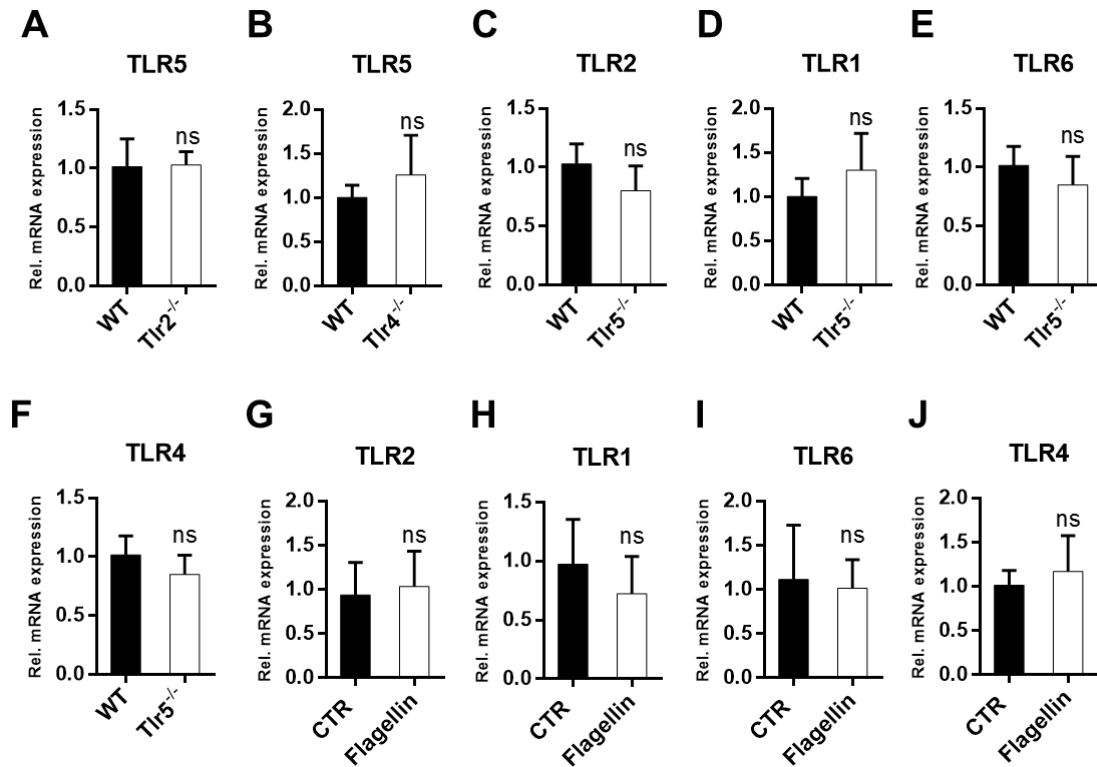 A B C D E
TLR5 TLR5 TLR2 TLR1 TLR6
Rel. mRNA expression
1.5
1.0
0.5
0.0
ns
WT
Tlr2-/-
Rel. mRNA expression
2.0
1.5
1.0
0.5
0.0
ns
WT
Tlr4-/-
Rel. mRNA expression
1.5
1.0
0.5
0.0
ns
WT
Tlr5-/-
Rel. mRNA expression
2.0
1.5
1.0
0.5
0.0
ns
WT
Tlr5-/-
Rel. mRNA expression
1.5
1.0
0.5
0.0
ns
WT
Tlr5-/-
F G H I J
TLR4 TLR2 TLR1 TLR6 TLR4
Rel. mRNA expression
1.5
1.0
0.5
0.0
ns
WT
Tlr5-/-
Rel. mRNA expression
2.0
1.5
1.0
0.5
0.0
ns
CTR
Flagellin
Rel. mRNA expression
1.5
1.0
0.5
0.0
ns
CTR
Flagellin
Rel. mRNA expression
2.0
1.5
1.0
0.5
0.0
ns
CTR
Flagellin
Rel. mRNA expression
2.0
1.5
1.0
0.5
0.0
ns
CTR
Flagellin